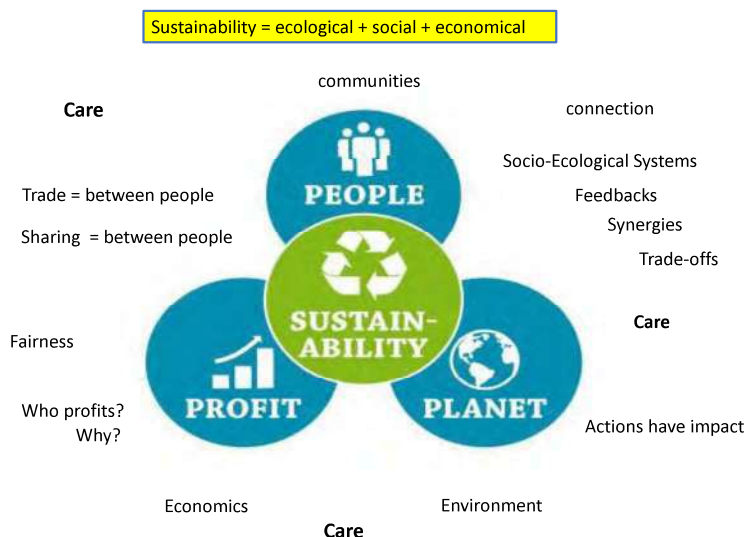 Sustainability = ecological + social + economical
communities
Care
connection
Socio-Ecological Systems
PEOPLE
Trade = between people
Feedbacks
Synergies
Sharing = between people
Trade-offs
SUSTAIN-
ABILITY
Care
Fairness
PROFIT
PLANET
Who profits?
Why?
Actions have impact
Economics
Environment
Care